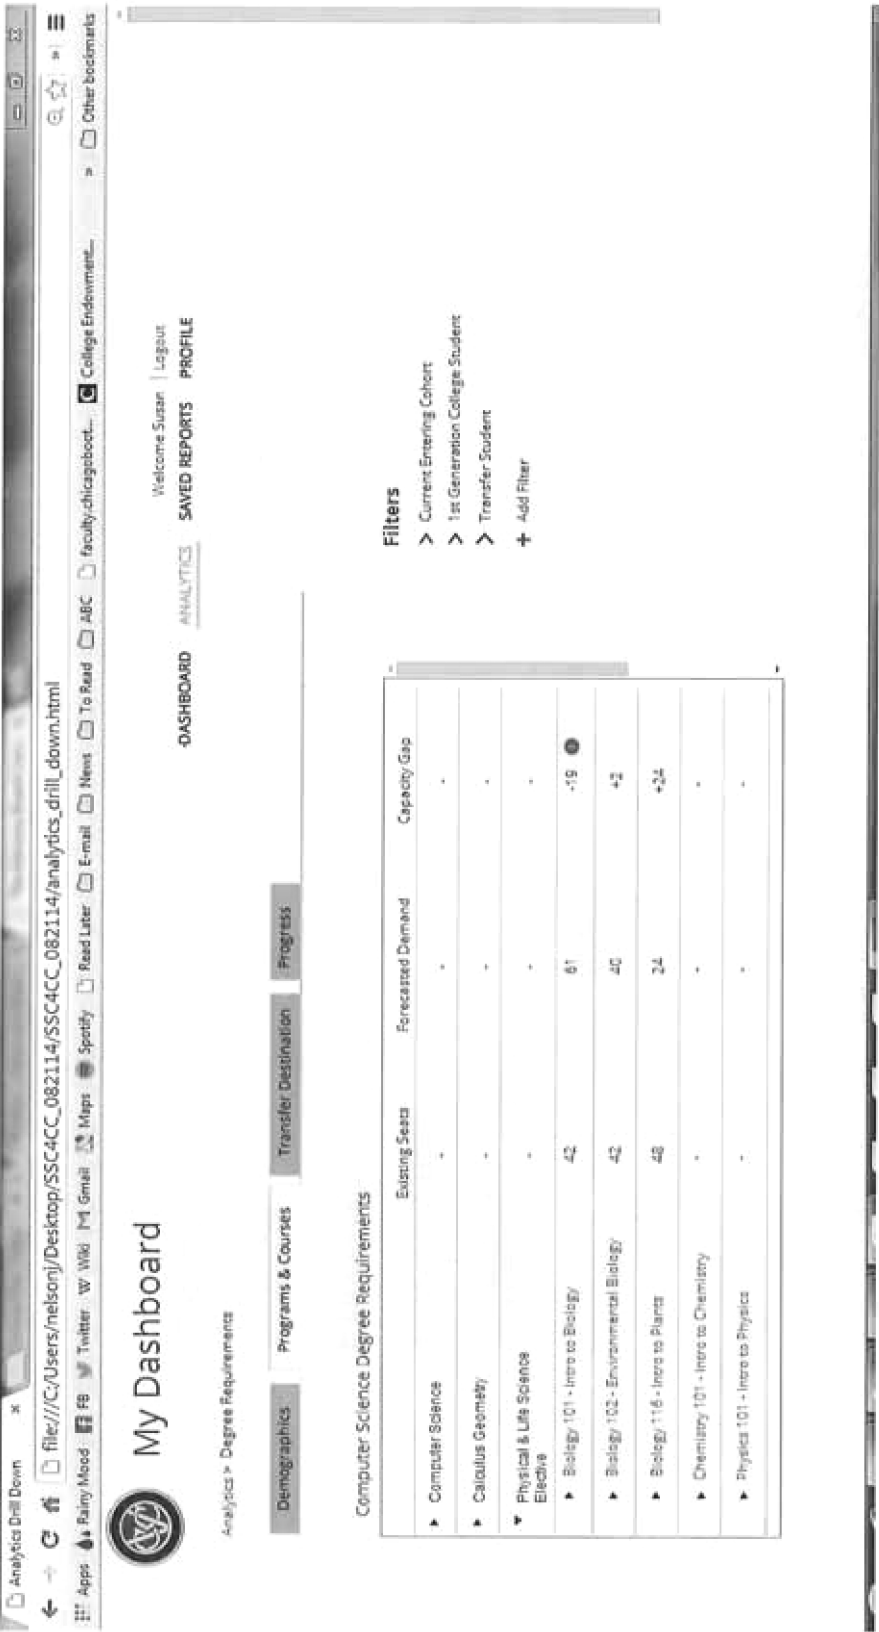 Analytics Drill Down ×
file:///C:/Users/nelsonj/Desktop/SSC4CC_082114/SSC4CC_082114/analytics_drill_down.html
Apps Rainy Mood FB Twitter W Wiki M Gmail Maps Spotify Read Later E-mail News To Read ABC faculty.chicagoboot... C College Endowment... » Other bookmarks
My Dashboard
Welcome Susan | Logout
DASHBOARD ANALYTICS SAVED REPORTS PROFILE
Analytics > Degree Requirements
Demographics Programs & Courses Transfer Destination Progress
Computer Science Degree Requirements
Existing Seats Forecasted Demand Capacity Gap
Computer Science - - -
Calculus Geometry - - -
Physical & Life Science - - -
Elective
Biology 101 - Intro to Biology 42 61 -19
Biology 102 - Environmental Biology 42 40 +2
Biology 116 - Intro to Plants 48 24 +24
Chemistry 101 - Intro to Chemistry - - -
Physics 101 - Intro to Physics - - -
Filters
> Current Entering Cohort
> 1st Generation College Student
> Transfer Student
+ Add Filter